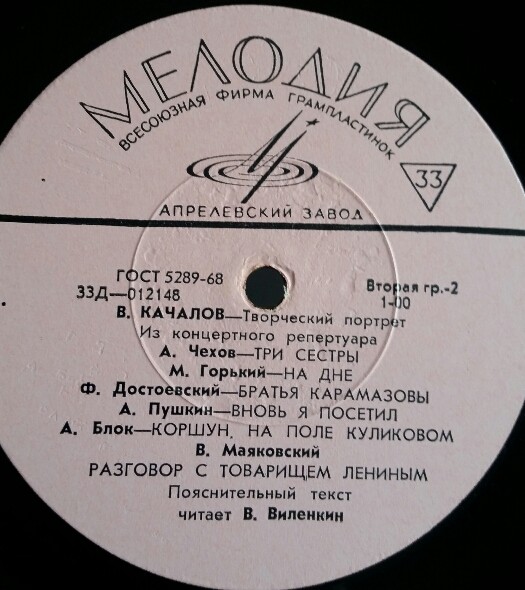 МЕЛОДИЯ
ВСЕСОЮЗНАЯ ФИРМА ГРАМПЛАСТИНОК
33
АПРЕЛЕВСКИЙ ЗАВОД
ГОСТ 5289-68
33Д—012148
Вторая гр.-2
1-00
В. КАЧАЛОВ—Творческий портрет
Из концертного репертуара
А. Чехов—ТРИ СЕСТРЫ
М. Горький—НА ДНЕ
Ф. Достоевский—БРАТЬЯ КАРАМАЗОВЫ
А. Пушкин—ВНОВЬ Я ПОСЕТИЛ
А. Блок—КОРШУН, НА ПОЛЕ КУЛИКОВОМ
В. Маяковский
РАЗГОВОР С ТОВАРИЩЕМ ЛЕНИНЫМ
Пояснительный текст
читает В. Виленкин